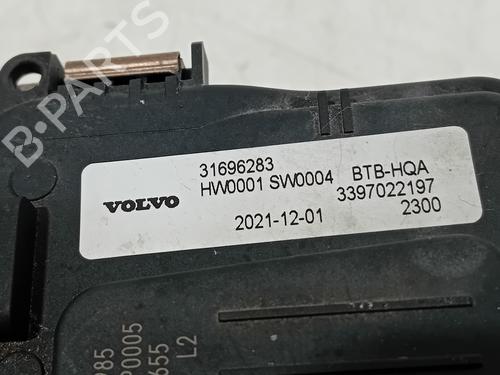 31696283
HW0001 SW0004 BTB-HQA
VOLVO 3397022197
2021-12-01 2300
B-PARTS
L2